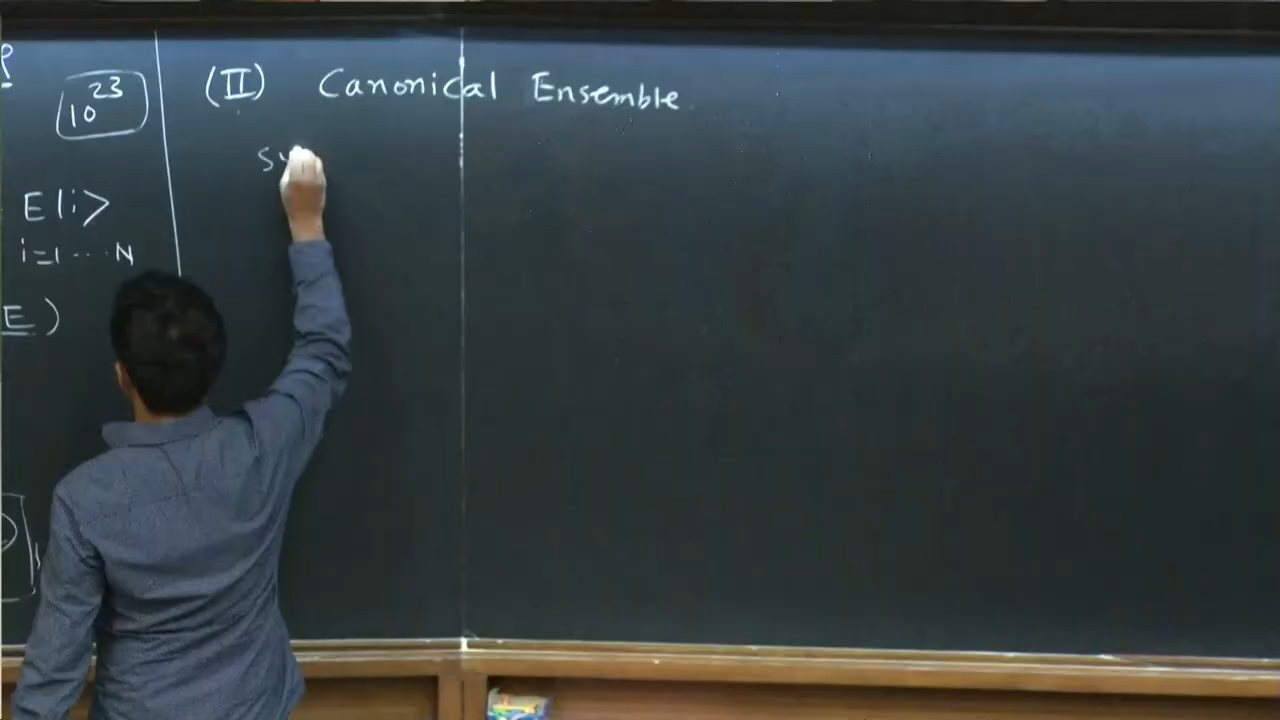 10^23
E|i>
i=1 ... N
E)
(II) Canonical Ensemble